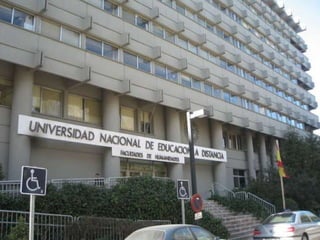 UNIVERSIDAD NACIONAL DE EDUCACIÓN A DISTANCIA
FACULTADES DE HUMANIDADES